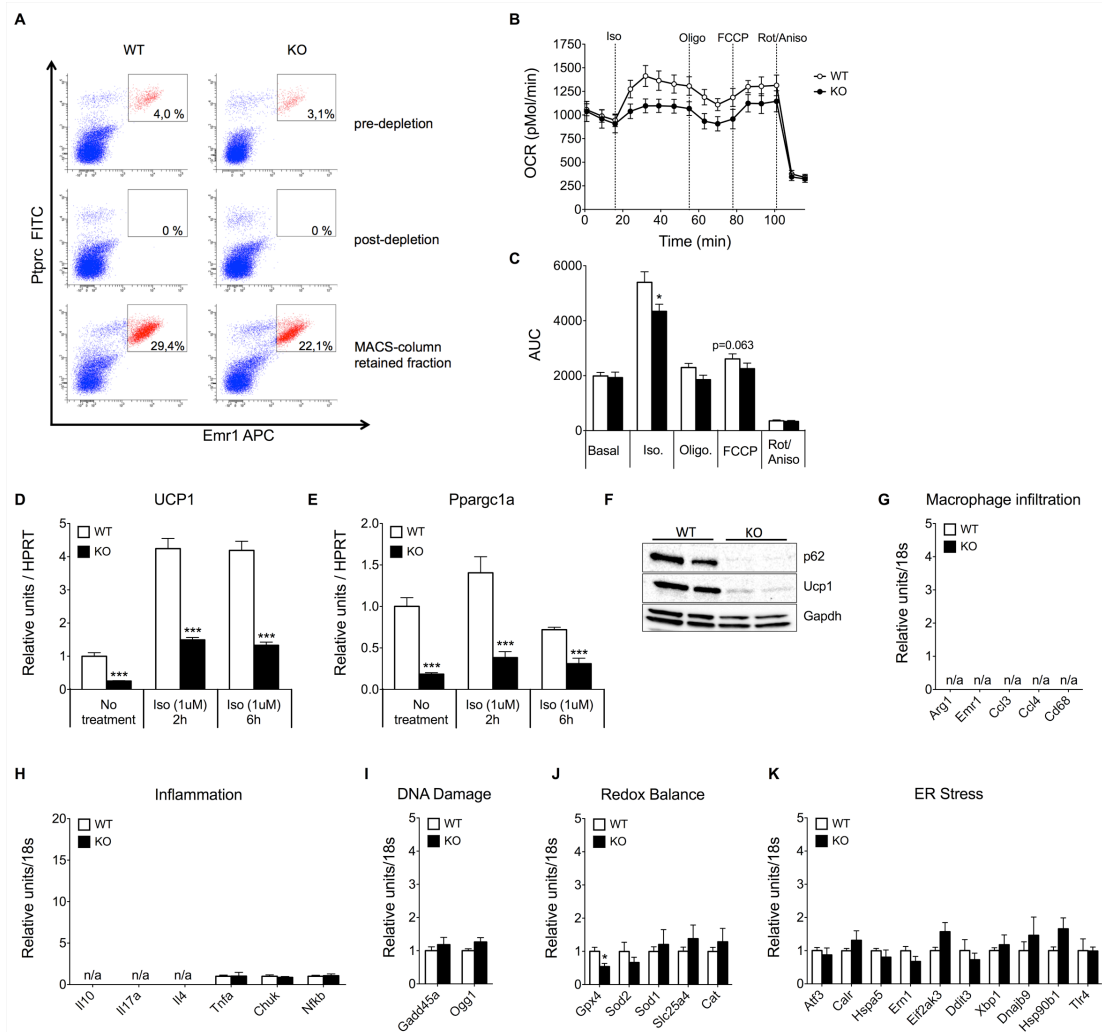 A
WT
KO
4,0 %
3,1%
pre-depletion
0 %
0 %
post-depletion
29,4%
22,1%
MACS-column
retained fraction
Ptprc FITC
Emr1 APC
B
Iso
Oligo
FCCP
Rot/Aniso
1750
1500
1250
1000
750
500
250
0
OCR (pMol/min)
0
20
40
60
80
100
Time (min)
WT
KO
C
6000
4000
2000
0
AUC
*
p=0.063
Basal
Iso.
Oligo.
FCCP
Rot/
Aniso
D
UCP1
WT
KO
5
4
3
2
1
0
Relative units / HPRT
***
***
***
No
treatment
Iso (1uM)
2h
Iso (1uM)
6h
E
Ppargc1a
WT
KO
2.0
1.5
1.0
0.5
0.0
Relative units / HPRT
***
***
***
No
treatment
Iso (1uM)
2h
Iso (1uM)
6h
F
WT
KO
p62
Ucp1
Gapdh
G
Macrophage infiltration
WT
KO
5
4
3
2
1
0
Relative units/18s
n/a
n/a
n/a
n/a
n/a
Arg1
Emr1
Ccl3
Ccl4
Cd68
H
Inflammation
WT
KO
20
15
10
5
0
Relative units/18s
n/a
n/a
n/a
Il10
Il17a
Il4
Tnfa
Chuk
Nfkb
I
DNA Damage
WT
KO
5
4
3
2
1
0
Relative units/18s
Gadd45a
Ogg1
J
Redox Balance
WT
KO
5
4
3
2
1
0
Relative units/18s
*
Gpx4
Sod2
Sod1
Slc25a4
Cat
K
ER Stress
WT
KO
5
4
3
2
1
0
Relative units/18s
Atf3
Calr
Hspa5
Ern1
Eif2ak3
Ddit3
Xbp1
Dnajb9
Hsp90b1
Tlr4